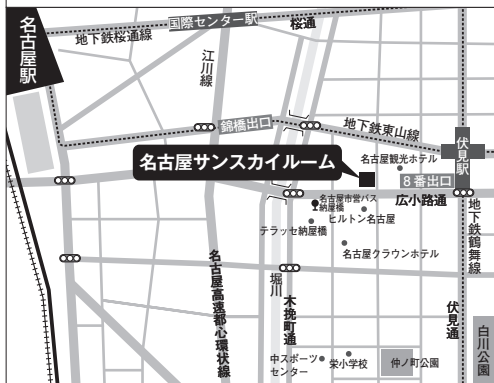 名古屋駅
国際センター駅
桜通
地下鉄桜通線
江川線
錦橋出口
地下鉄東山線
伏見駅
名古屋サンスカイルーム
名古屋観光ホテル
8番出口
名古屋市営バス
納屋橋
広小路通
ヒルトン名古屋
テラッセ納屋橋
地下鉄鶴舞線
名古屋クラウンホテル
名古屋高速都心環状線
堀川
木挽町通
伏見通
白川公園
中スポーツ
センター
栄小学校
仲ノ町公園